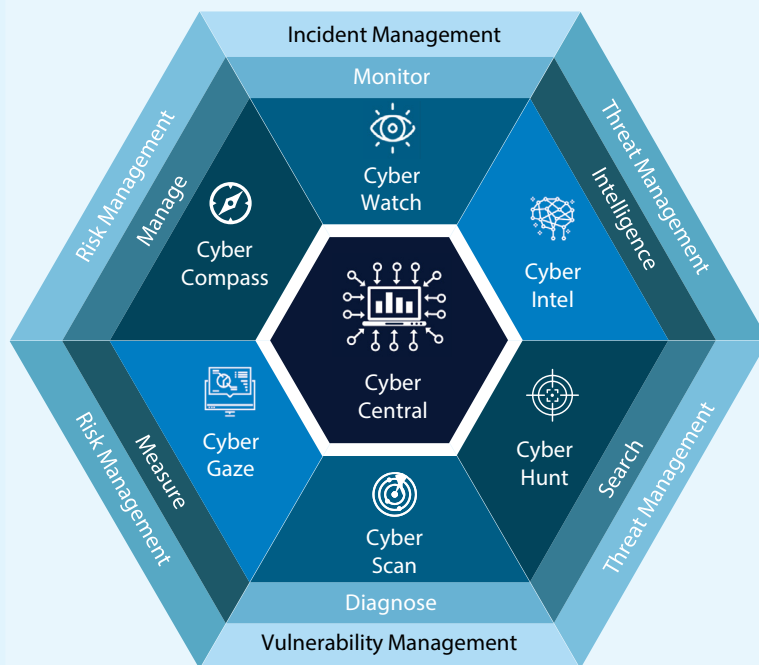 Incident Management
Monitor
Cyber
Watch
Threat Management
Intelligence
Cyber
Intel
Threat Management
Search
Cyber
Hunt
Vulnerability Management
Diagnose
Cyber
Scan
Risk Management
Measure
Cyber
Gaze
Risk Management
Manage
Cyber
Compass
Cyber
Central